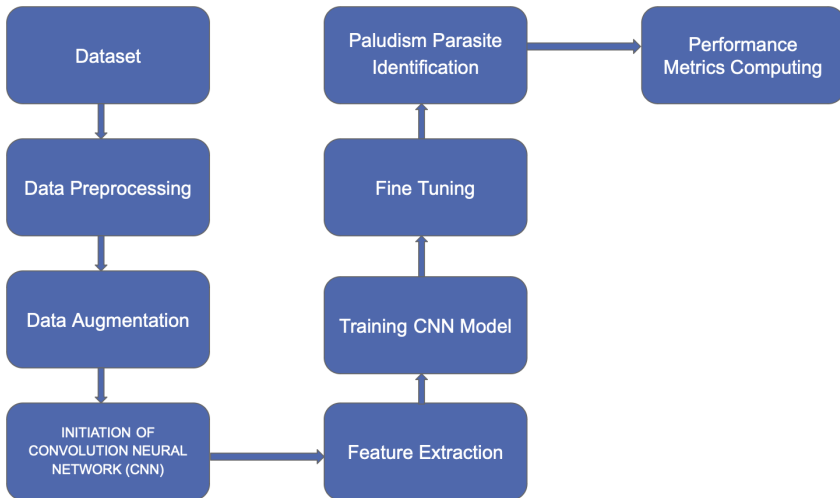 Dataset
Data Preprocessing
Data Augmentation
INITIATION OF
CONVOLUTION NEURAL
NETWORK (CNN)
Feature Extraction
Training CNN Model
Fine Tuning
Paludism Parasite
Identification
Performance
Metrics Computing